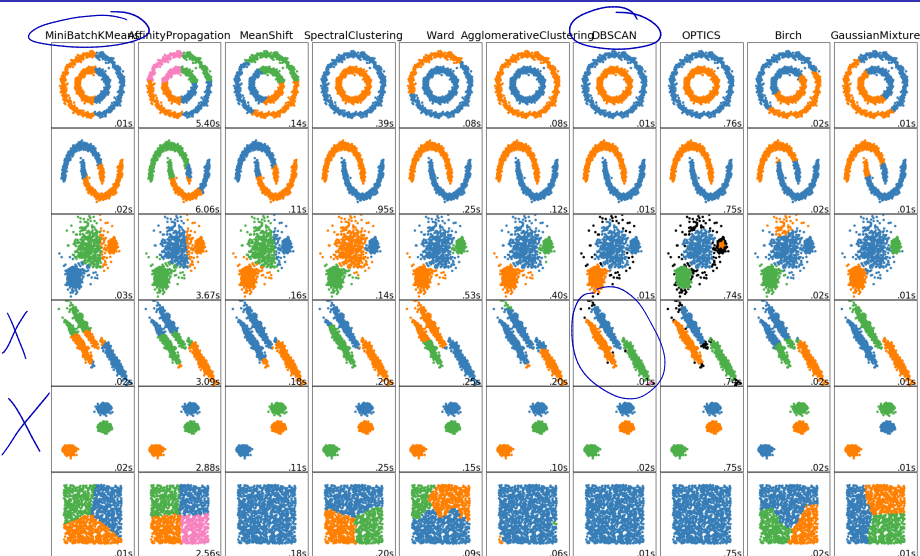 MiniBatchKMeans AffinityPropagation MeanShift SpectralClustering Ward AgglomerativeClustering DBSCAN OPTICS Birch GaussianMixture
.01s 5.40s .14s .39s .08s .08s .01s .76s .02s .01s
.02s 6.06s .11s .95s .25s .12s .01s .75s .02s .01s
.03s 3.67s .16s .14s .53s .40s .01s .74s .02s .01s
.02s 3.09s .18s .20s .25s .20s .01s .02s .01s
.02s 2.88s .11s .25s .15s .10s .02s .75s .02s .01s
.01s 2.56s .18s .20s .09s .06s .01s .75s .02s .01s